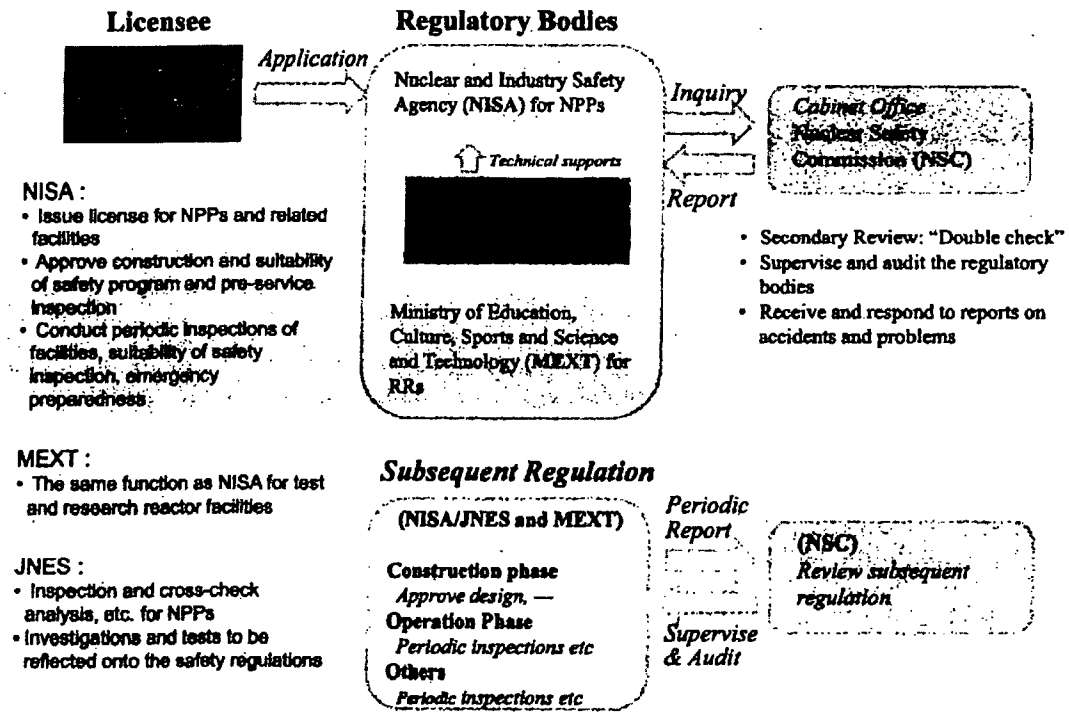 Licensee
Application
Regulatory Bodies
Nuclear and Industry Safety
Agency (NISA) for NPPs
Technical supports
Ministry of Education,
Culture, Sports and Science
and Technology (MEXT) for
RRs
Inquiry
Report
Cabinet Office
Nuclear Safety
Commission (NSC)
• Secondary Review: “Double check”
• Supervise and audit the regulatory
bodies
• Receive and respond to reports on
accidents and problems
NISA :
• Issue license for NPPs and related
facilities
• Approve construction and suitability
of safety program and pre-service
inspection
• Conduct periodic inspections of
facilities, suitability of safety
inspection, emergency
preparedness
MEXT :
• The same function as NISA for test
and research reactor facilities
JNES :
• Inspection and cross-check
analysis, etc. for NPPs
• Investigations and tests to be
reflected onto the safety regulations
Subsequent Regulation
(NISA/JNES and MEXT)
Construction phase
Approve design, —
Operation Phase
Periodic inspections etc
Others
Periodic inspections etc
Periodic
Report
Supervise
& Audit
(NSC)
Review subsequent
regulation